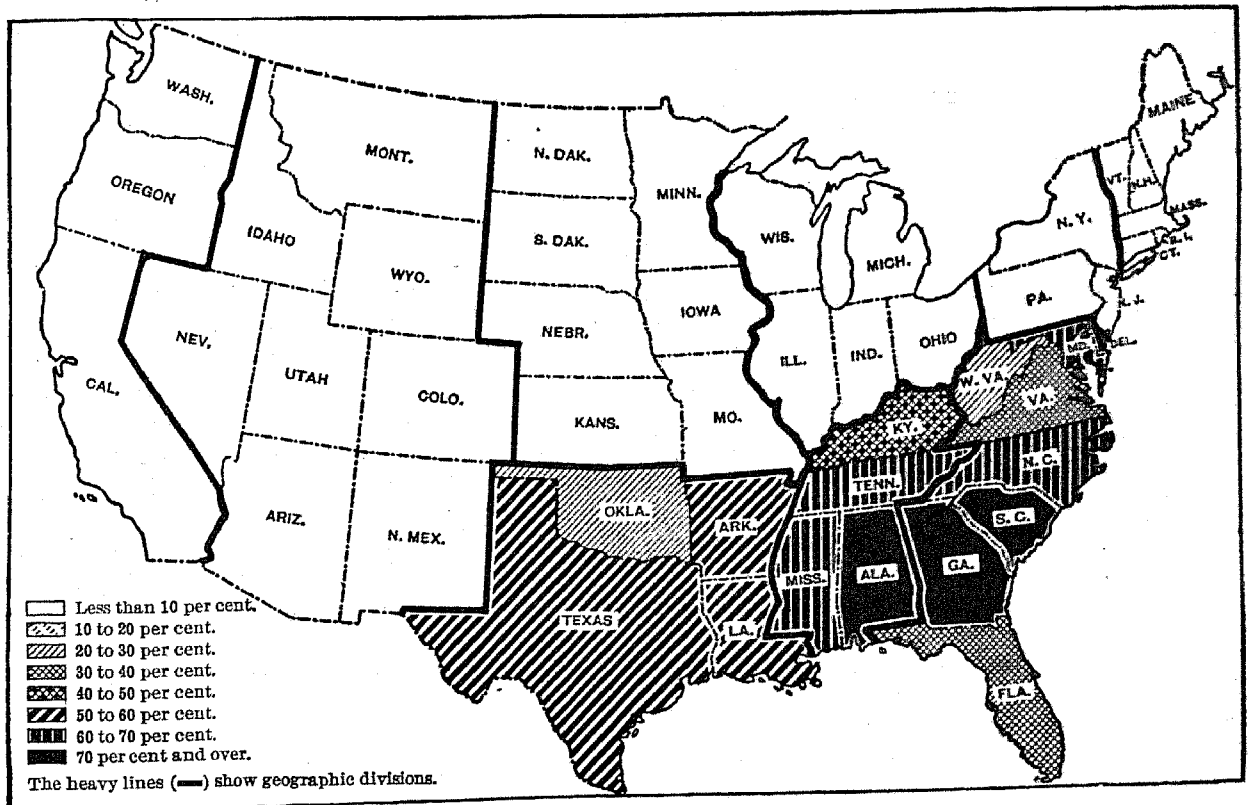 WASH.
OREGON
CAL.
NEV.
IDAHO
MONT.
WYO.
UTAH
COLO.
ARIZ.
N. MEX.
N. DAK.
S. DAK.
NEBR.
KANS.
OKLA.
TEXAS
MINN.
IOWA
MO.
ARK.
LA.
WIS.
ILL.
MICH.
IND.
OHIO
KY.
TENN.
MISS.
ALA.
GA.
FLA.
S. C.
N. C.
VA.
W. VA.
MD.
DEL.
PA.
N. J.
N. Y.
CT.
R. I.
MASS.
VT.
N.H.
MAINE
Less than 10 per cent.
10 to 20 per cent.
20 to 30 per cent.
30 to 40 per cent.
40 to 50 per cent.
50 to 60 per cent.
60 to 70 per cent.
70 per cent and over.
The heavy lines (▬) show geographic divisions.